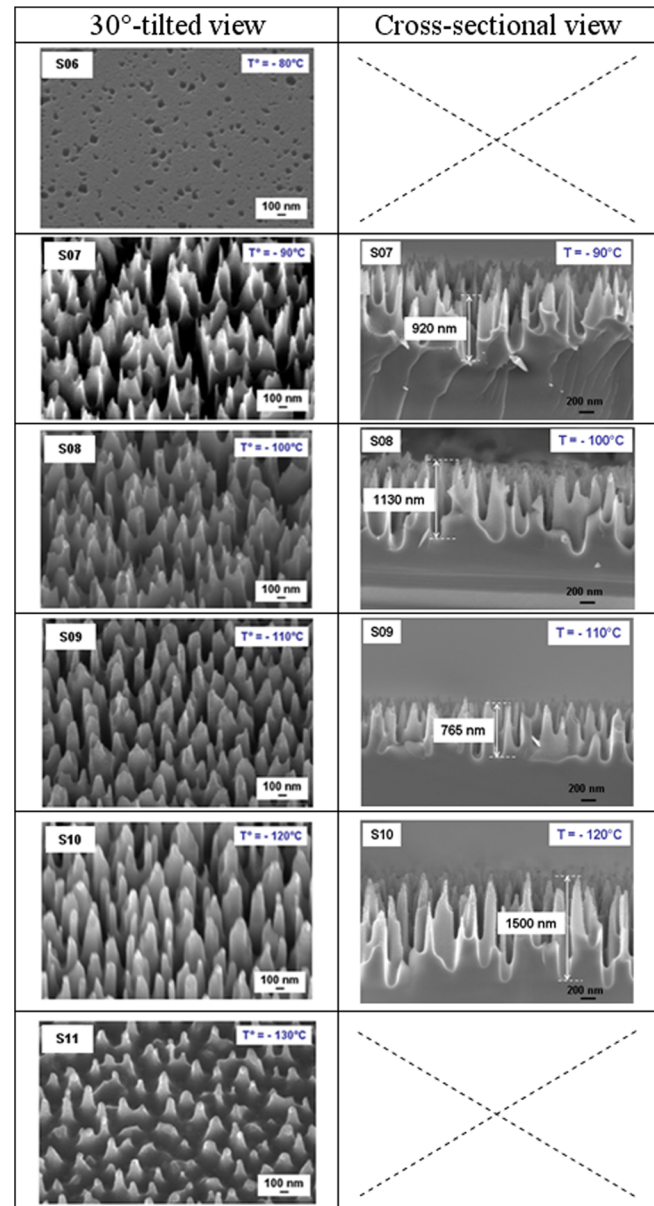 30°-tilted view
Cross-sectional view
S06
T° = - 80°C
100 nm
S07
T° = - 90°C
100 nm
S07
T = - 90°C
920 nm
200 nm
S08
T° = - 100°C
100 nm
S08
T = - 100°C
1130 nm
200 nm
S09
T° = - 110°C
100 nm
S09
T = - 110°C
765 nm
200 nm
S10
T° = - 120°C
100 nm
S10
T = - 120°C
1500 nm
200 nm
S11
T° = - 130°C
100 nm